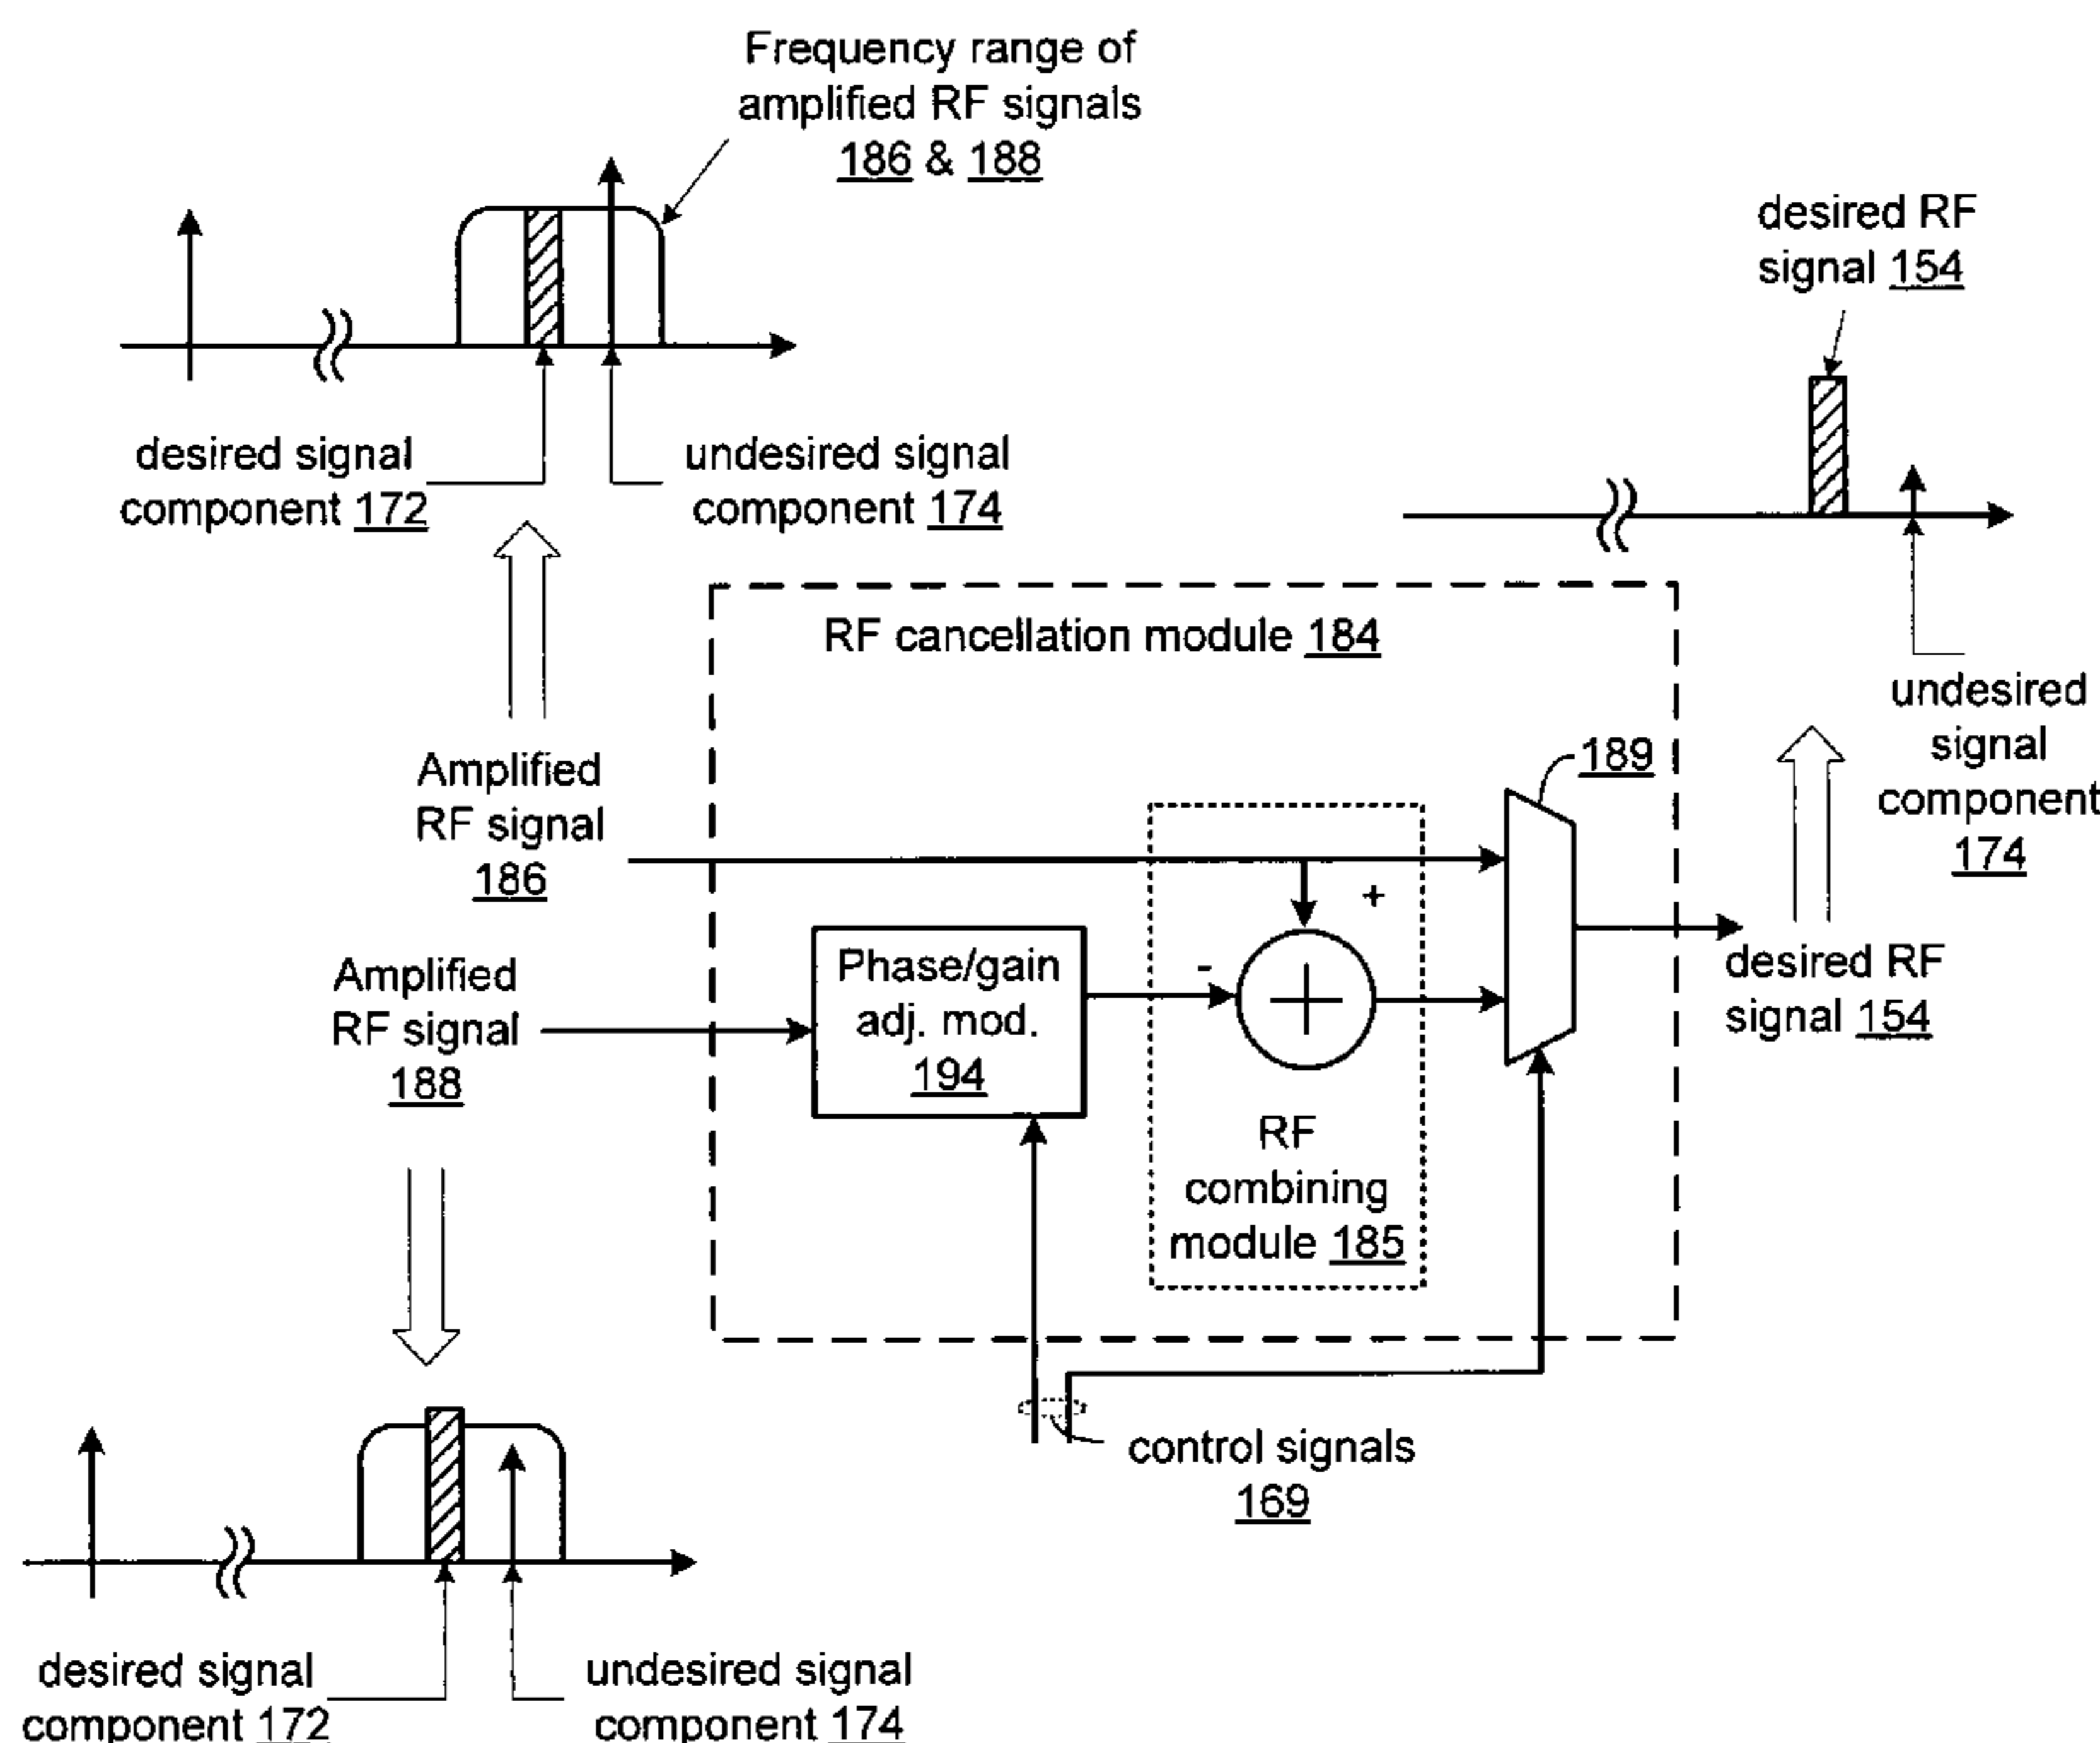 Frequency range of
amplified RF signals
186 & 188
desired RF
signal 154
desired signal
component 172
undesired signal
component 174
RF cancellation module 184
undesired
signal
component
174
189
Amplified
RF signal
186
+
Amplified
RF signal
188
Phase/gain
adj. mod.
194
-
desired RF
signal 154
RF
combining
module 185
control signals
169
desired signal
component 172
undesired signal
component 174